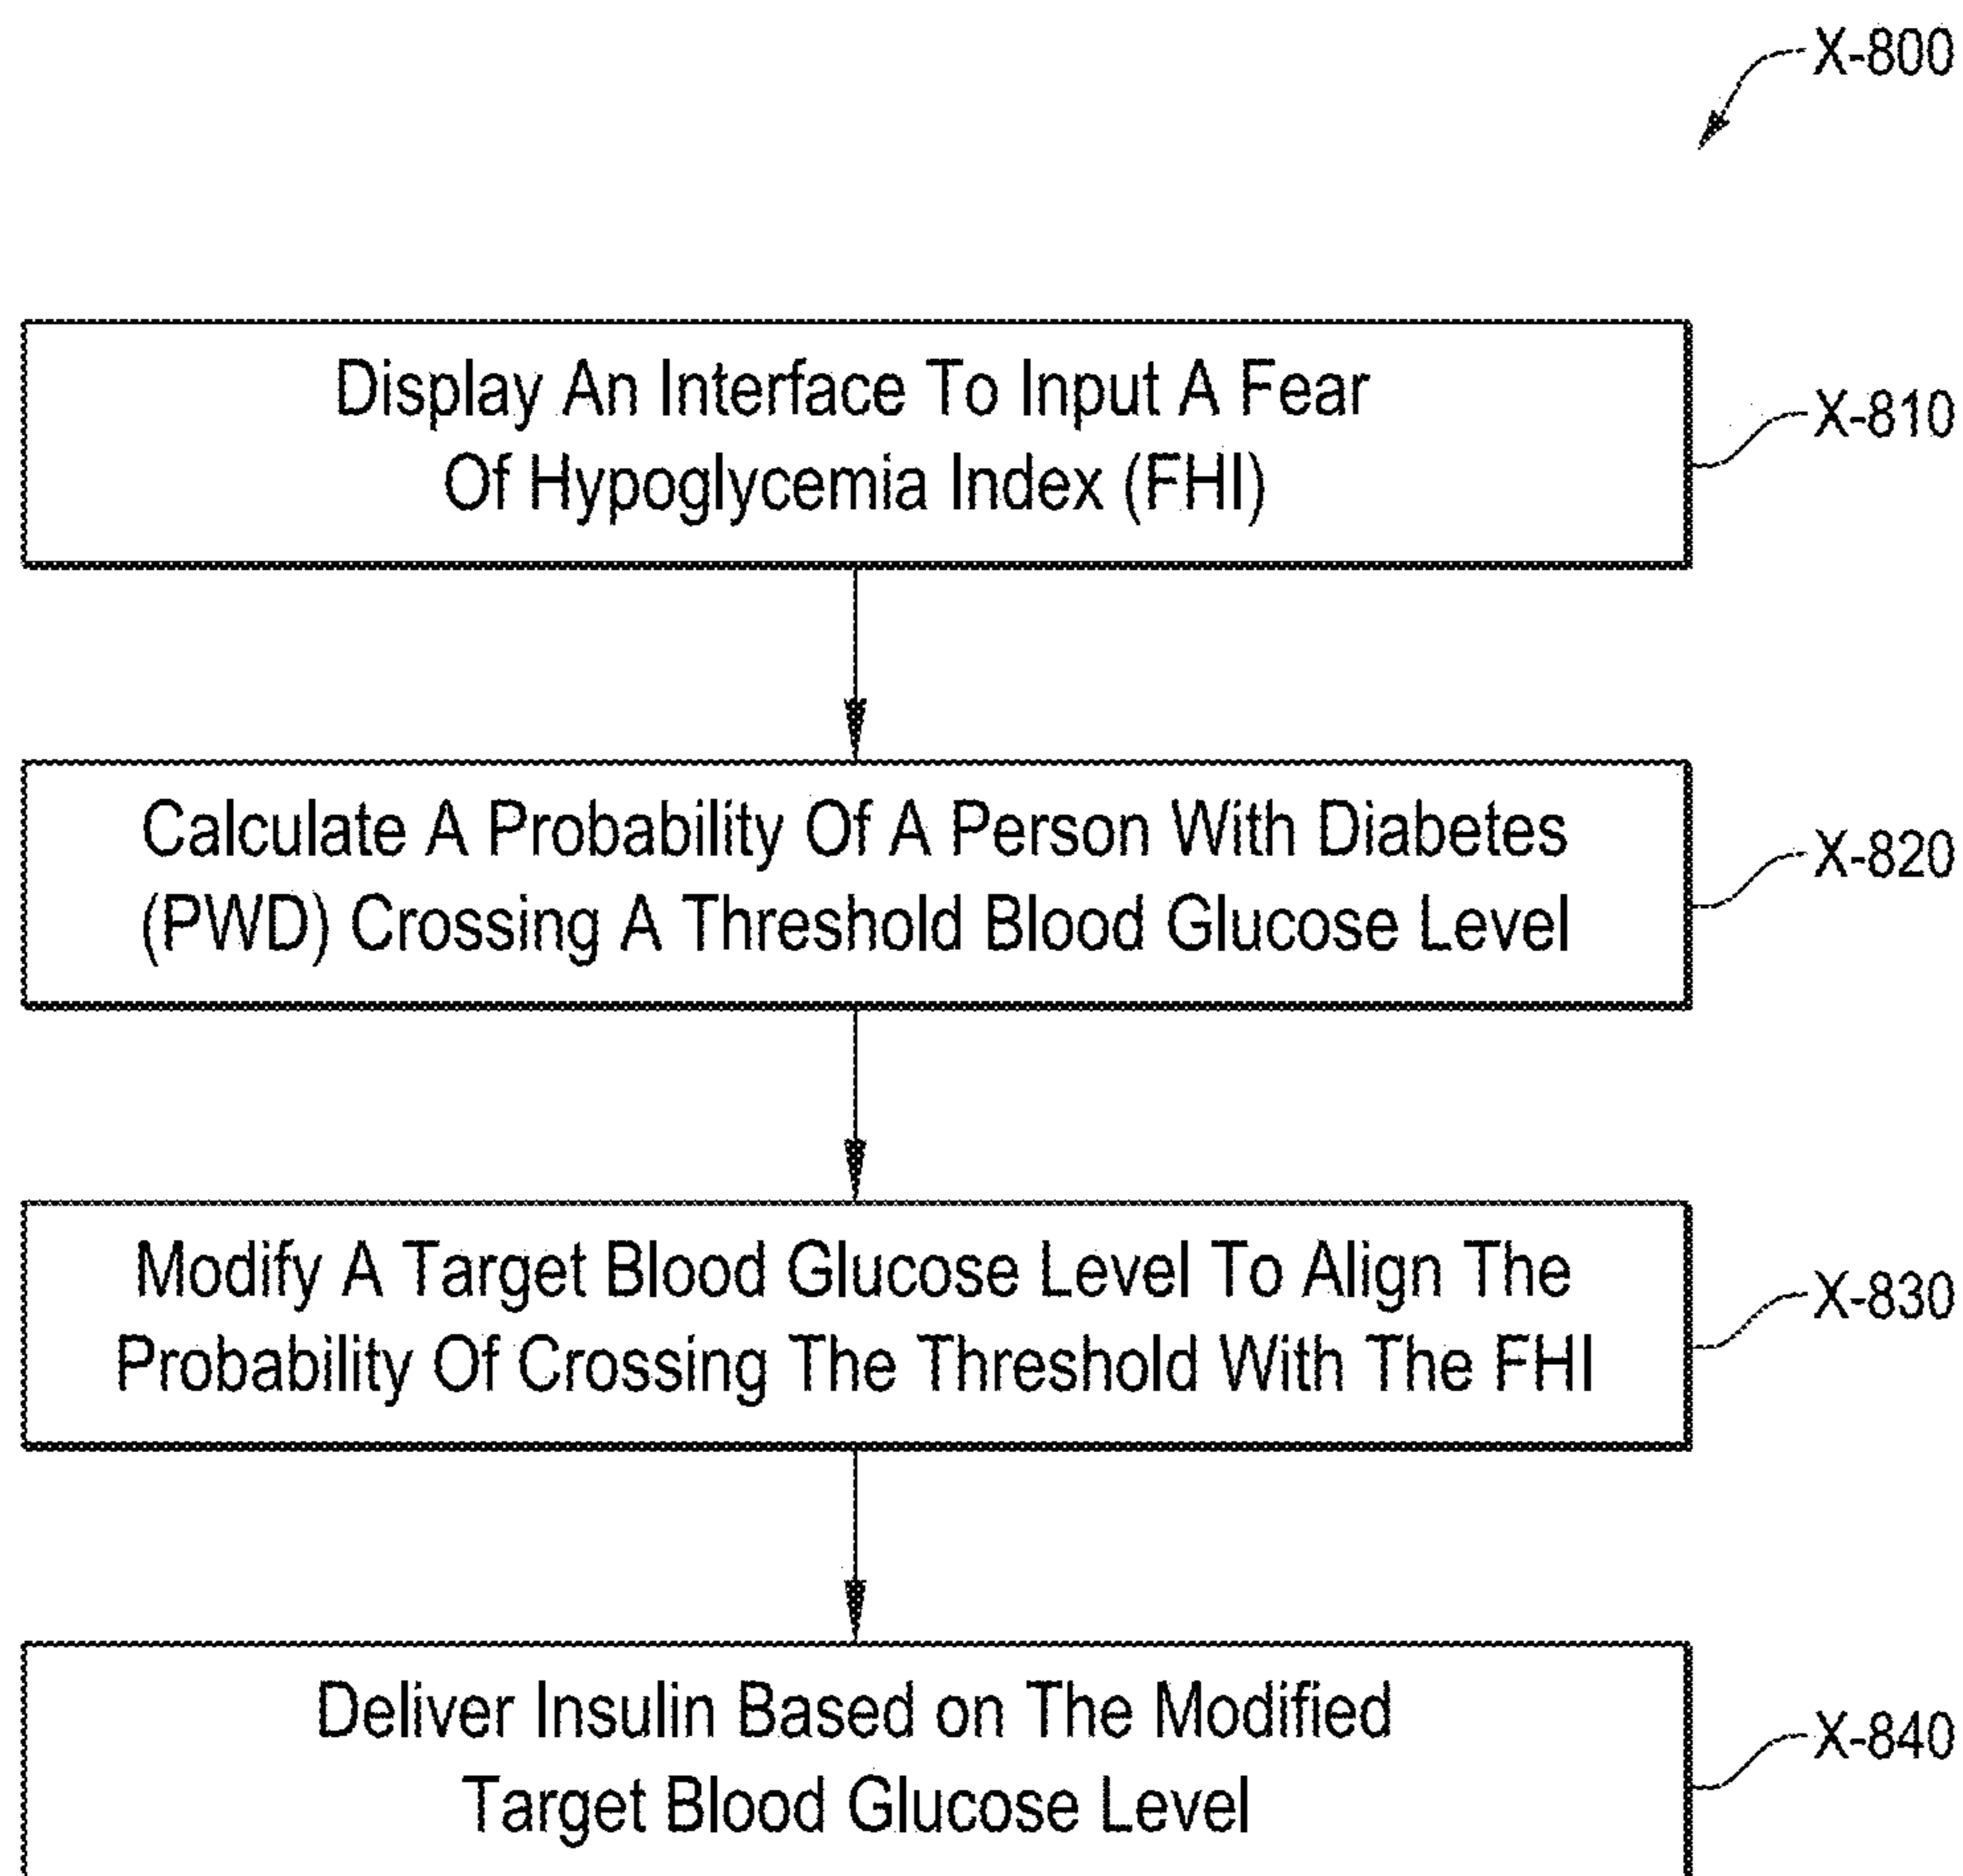 X-800
Display An Interface To Input A Fear
Of Hypoglycemia Index (FHI)
X-810
Calculate A Probability Of A Person With Diabetes
(PWD) Crossing A Threshold Blood Glucose Level
X-820
Modify A Target Blood Glucose Level To Align The
Probability Of Crossing The Threshold With The FHI
X-830
Deliver Insulin Based on The Modified
Target Blood Glucose Level
X-840